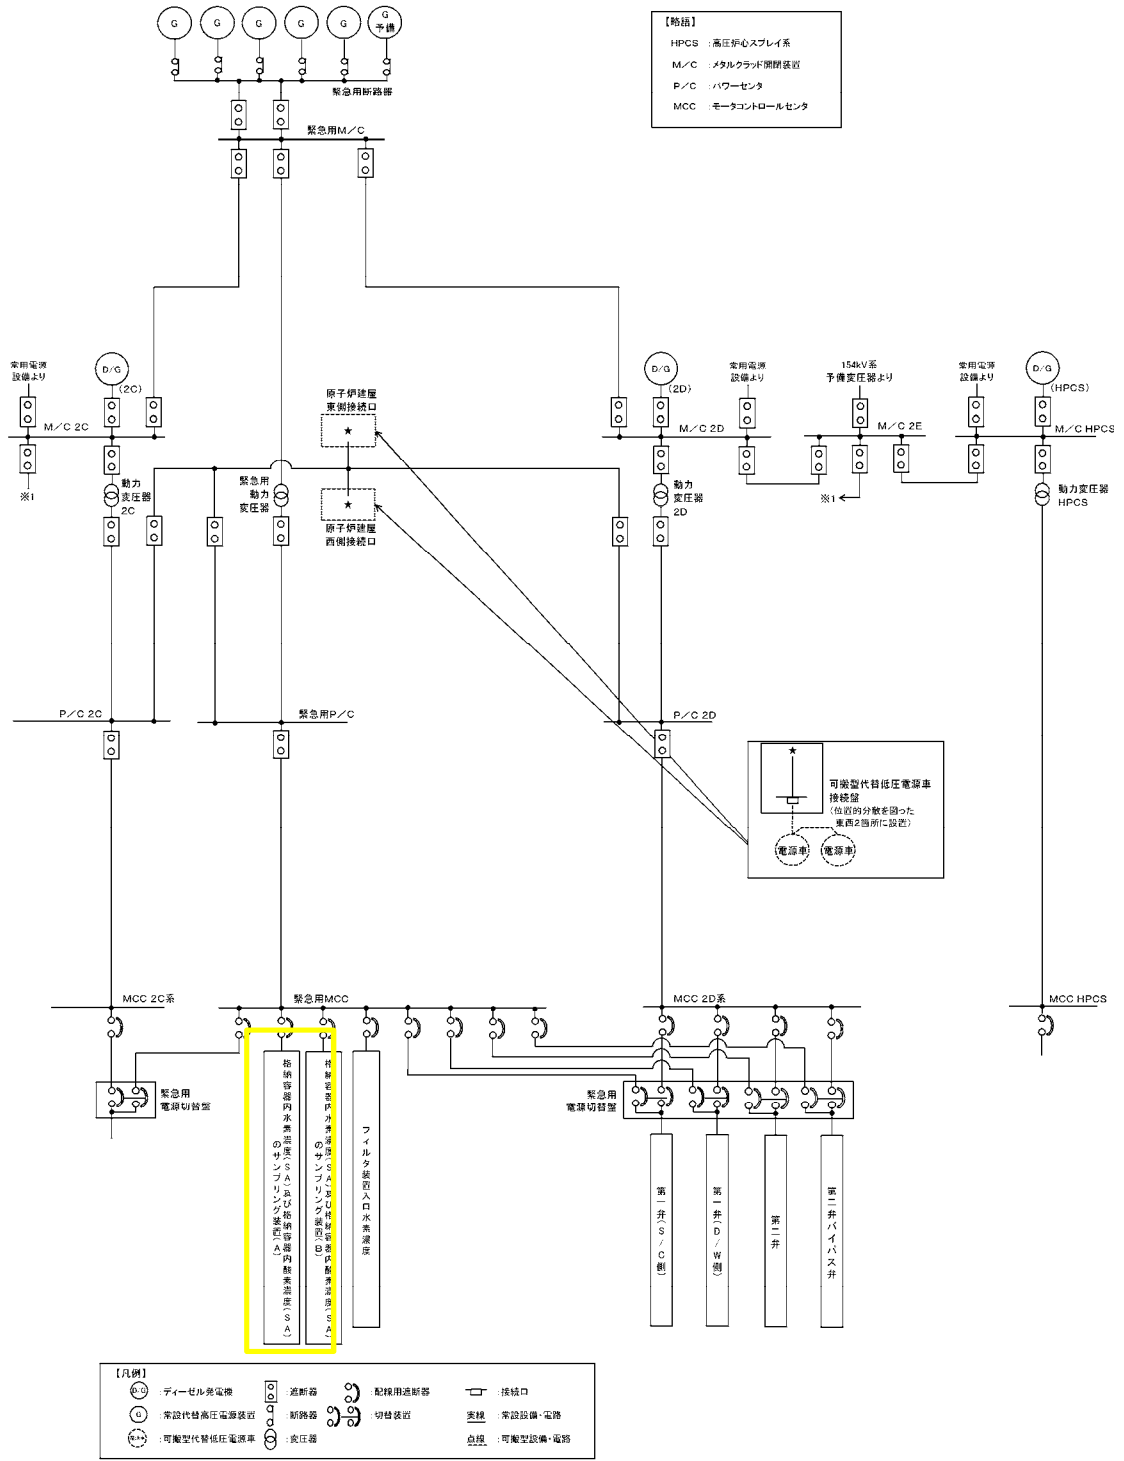 G
G
G
G
G
G
予備
緊急用断路器
緊急用M/C
【略語】
HPCS :高圧炉心スプレイ系
M/C :メタルクラッド開閉装置
P/C :パワーセンタ
MCC :モータコントロールセンタ
常用電源
設備より
D/G
(2C)
M/C 2C
※1
動力
変圧器
2C
原子炉建屋
東側接続口
★
緊急用
動力
変圧器
★
原子炉建屋
西側接続口
D/G
(2D)
M/C 2D
動力
変圧器
2D
常用電源
設備より
154kV系
予備変圧器より
M/C 2E
※1
常用電源
設備より
D/G
(HPCS)
M/C HPCS
動力変圧器
HPCS
P/C 2C
緊急用P/C
P/C 2D
★
可搬型代替低圧電源車
接続盤
(位置的分散を図った
東西2箇所に設置)
電源車
電源車
MCC 2C系
緊急用MCC
MCC 2D系
MCC HPCS
緊急用
電源切替盤
緊急用
電源切替盤
格納容器内水素濃度(SA)及び格納容器内酸素濃度(SA)
のサンプリング装置(A)
格納容器内水素濃度(SA)及び格納容器内酸素濃度(SA)
のサンプリング装置(B)
フィルタ装置入口水素濃度
第一弁(S/C側)
第一弁(D/W側)
第二弁
第二弁バイパス弁
【凡例】
D/G :ディーゼル発電機
:遮断器
:配線用遮断器
:接続口
G :常設代替高圧電源装置
:断路器
:切替装置
実線 :常設設備・電路
電源車 :可搬型代替低圧電源車
:変圧器
点線 :可搬型設備・電路